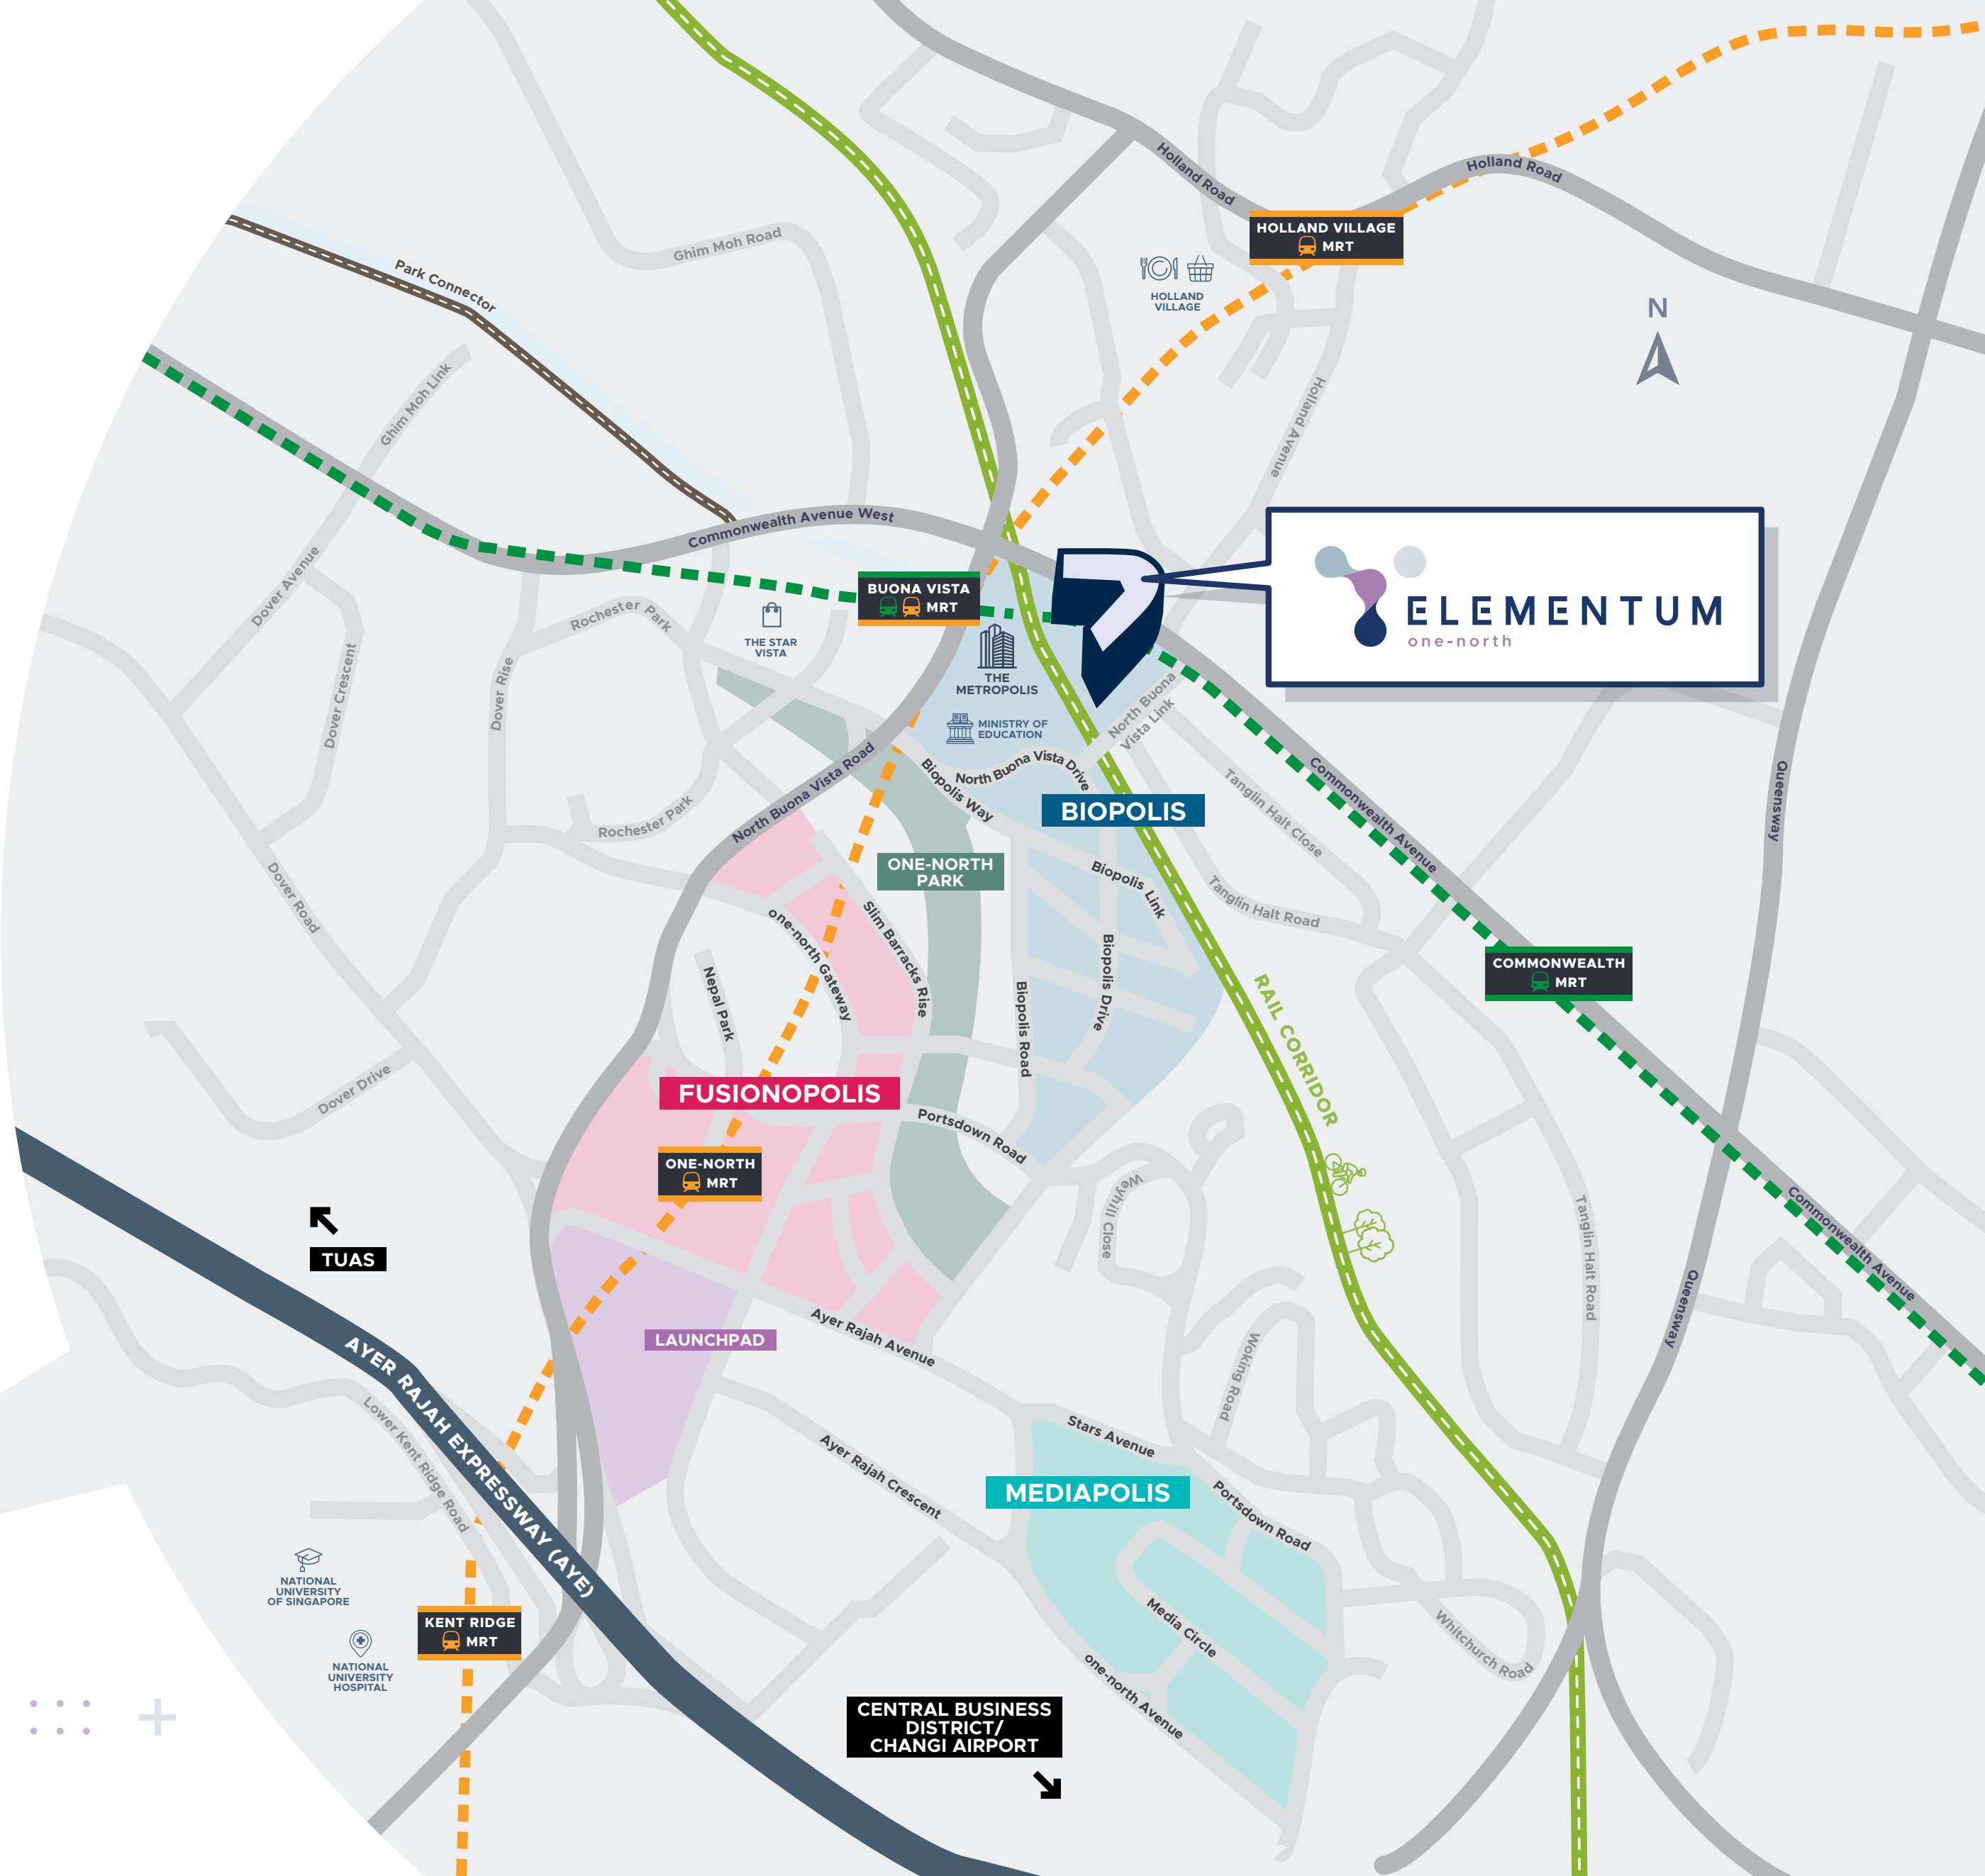 Holland Road
Holland Road
HOLLAND VILLAGE
MRT
Ghim Moh Road
Park Connector
HOLLAND
VILLAGE
N
Ghim Moh Link
Holland Avenue
Commonwealth Avenue West
Dover Avenue
BUONA VISTA
MRT
Rochester Park
THE STAR
VISTA
ELEMENTUM
one-north
THE
METROPOLIS
Dover Rise
Dover Crescent
North Buona
Vista Link
MINISTRY OF
EDUCATION
North Buona Vista Road
Biopolis Way
North Buona Vista Drive
BIOPOLIS
Tanglin Halt Close
Commonwealth Avenue
Queensway
Rochester Park
ONE-NORTH
PARK
Biopolis Link
Tanglin Halt Road
Dover Road
one-north Gateway
Slim Barracks Rise
Nepal Park
Biopolis Road
Biopolis Drive
RAIL CORRIDOR
COMMONWEALTH
MRT
Dover Drive
FUSIONOPOLIS
Portsdown Road
ONE-NORTH
MRT
Weyhill Close
Tanglin Halt Road
Commonwealth Avenue
TUAS
Queensway
LAUNCHPAD
Ayer Rajah Avenue
Woking Road
AYER RAJAH EXPRESSWAY (AYE)
Lower Kent Ridge Road
Ayer Rajah Crescent
Stars Avenue
MEDIAPOLIS
Portsdown Road
NATIONAL
UNIVERSITY
OF SINGAPORE
KENT RIDGE
MRT
NATIONAL
UNIVERSITY
HOSPITAL
Media Circle
Whitchurch Road
one-north Avenue
CENTRAL BUSINESS
DISTRICT/
CHANGI AIRPORT